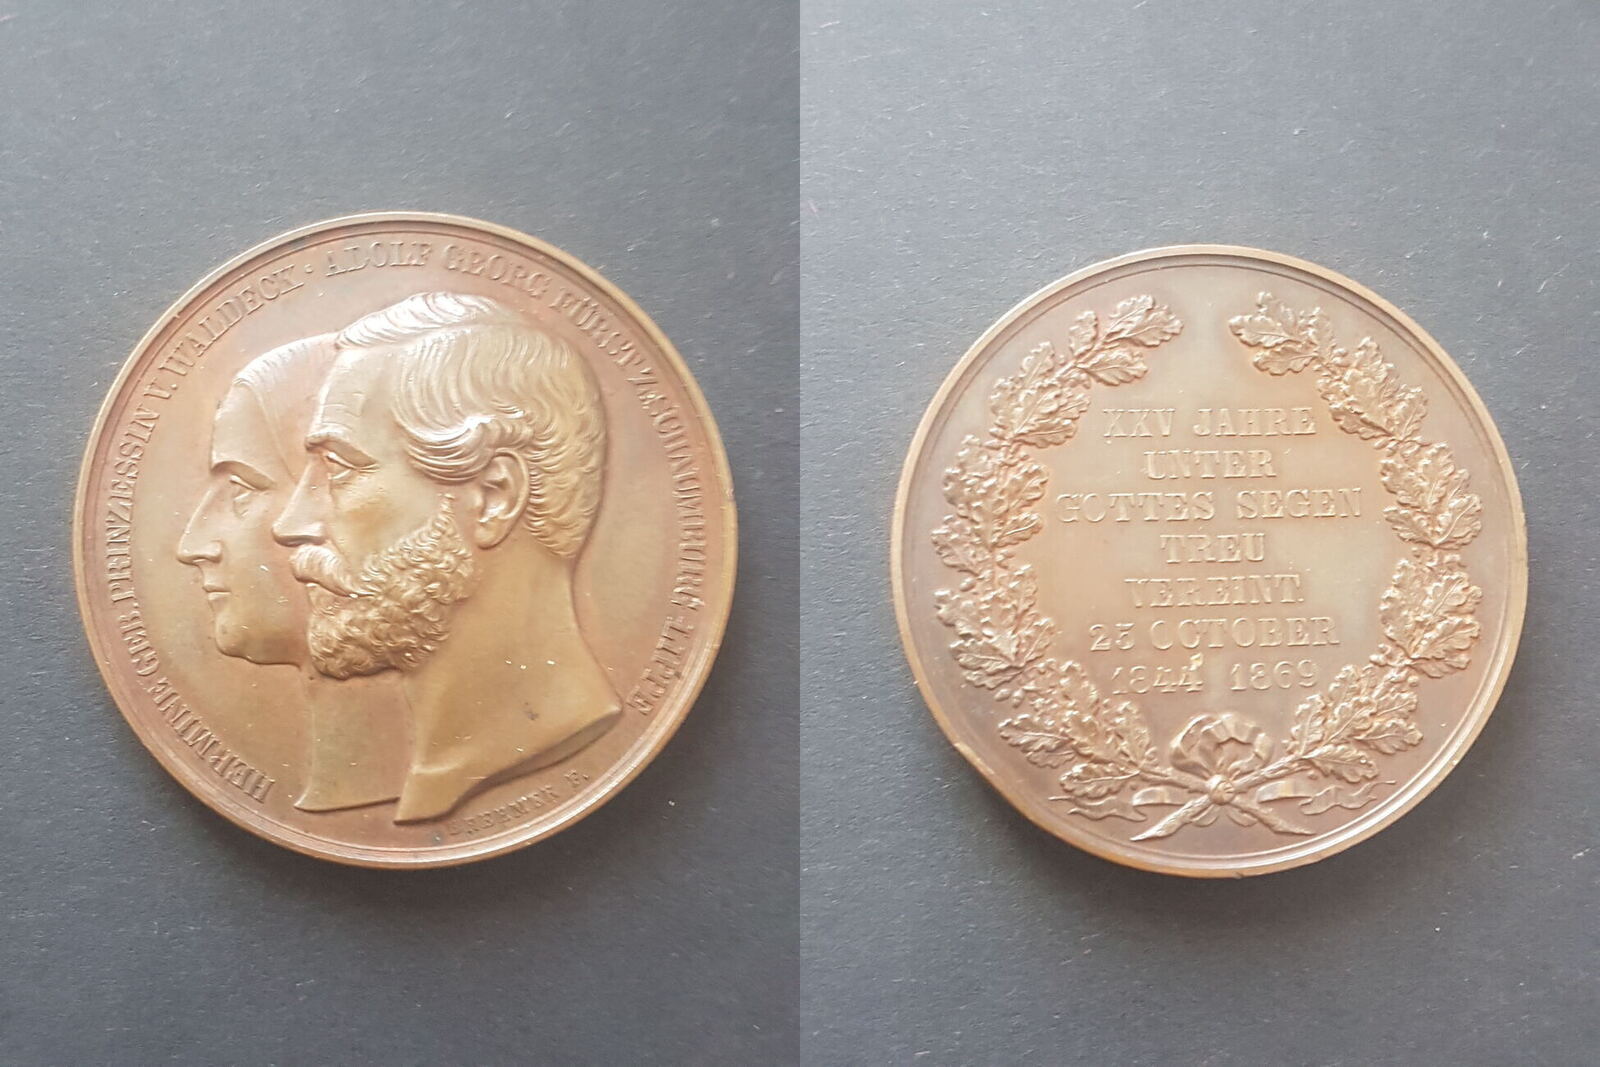 HERMINE GEB. PRINZESSIN V. WALDECK · ADOLF GEORG FÜRST Z. SCHAUMBURG LIPPE
BREHMER F.
XXV JAHRE
UNTER
GOTTES SEGEN
TREU
VEREINT.
25 OCTOBER
1844 1869